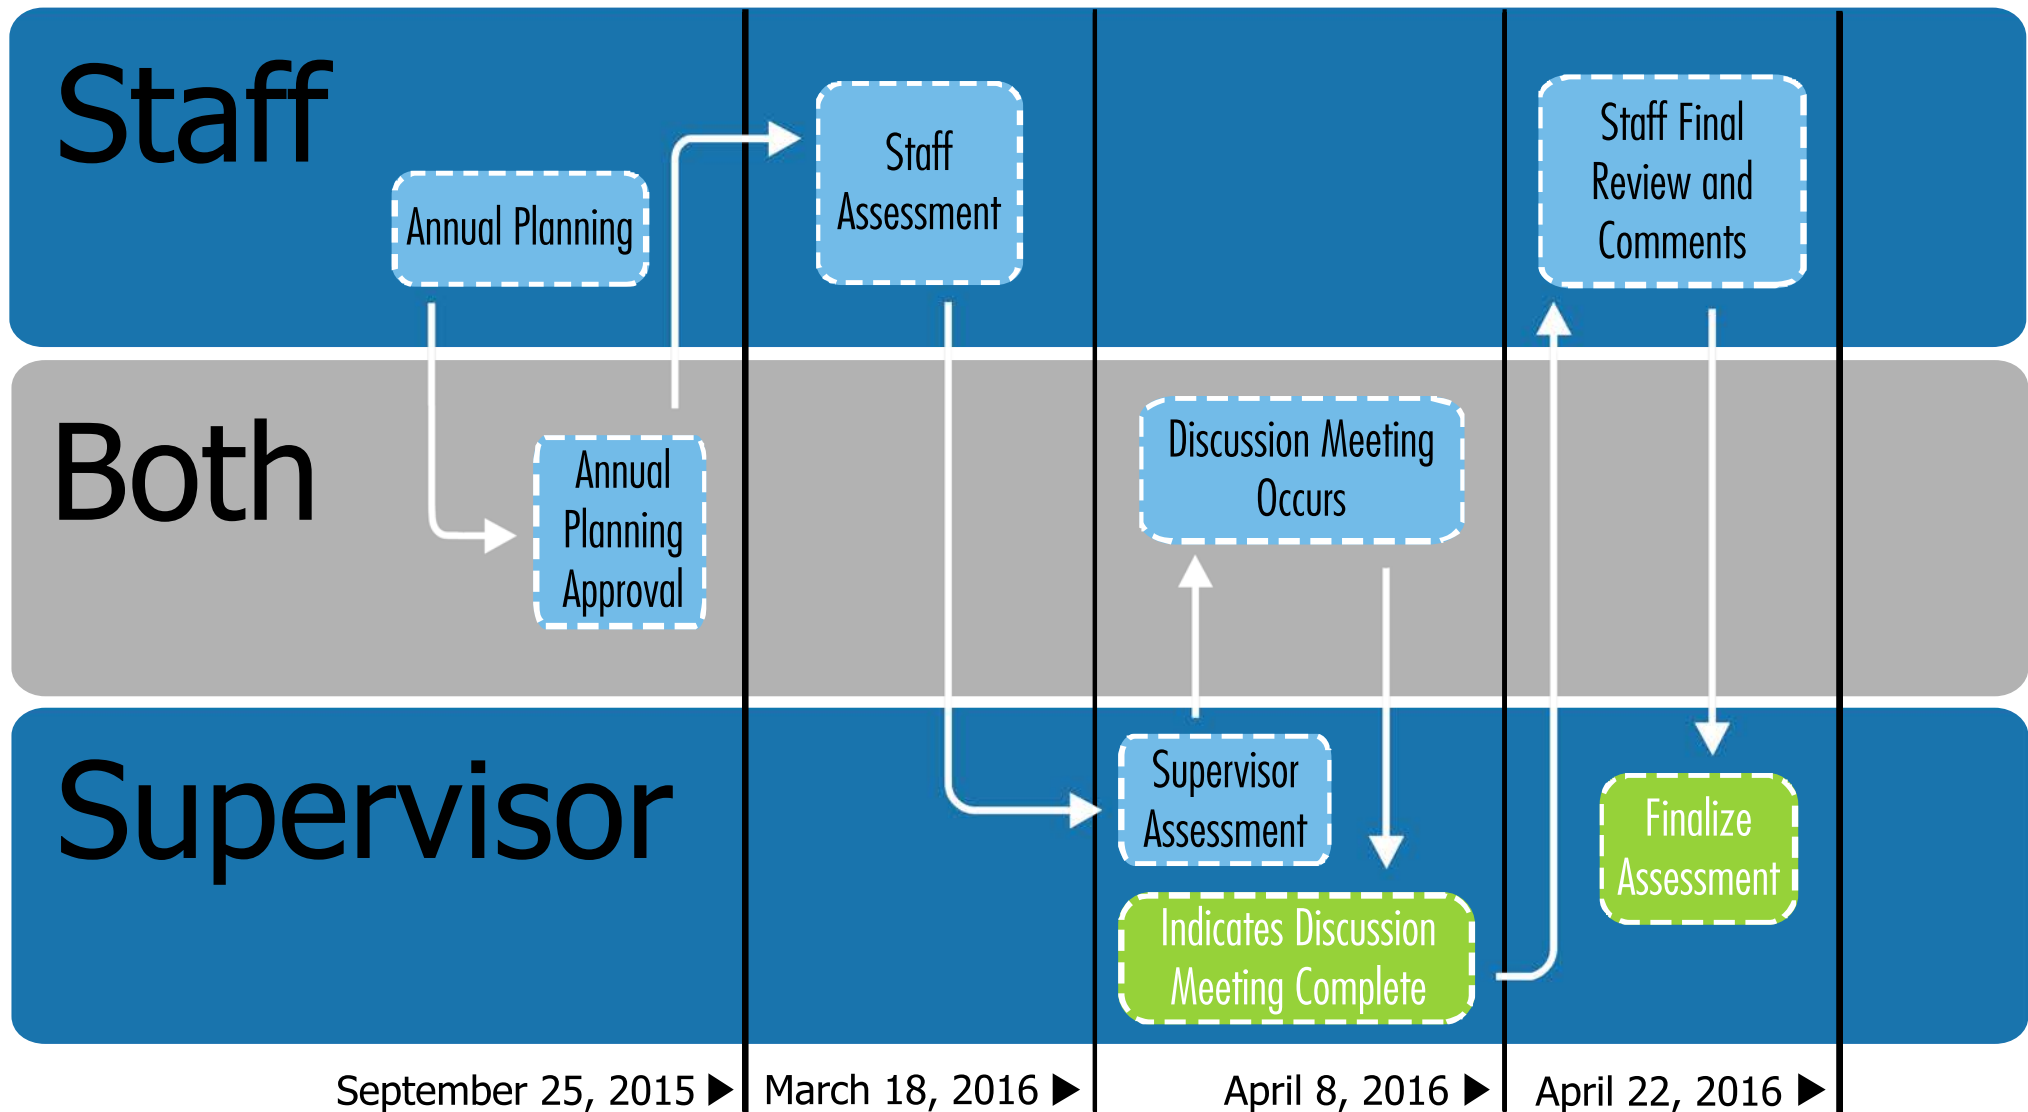 Staff
Annual Planning
Staff
Assessment
Staff Final
Review and
Comments
Both
Annual
Planning
Approval
Discussion Meeting
Occurs
Supervisor
Supervisor
Assessment
Indicates Discussion
Meeting Complete
Finalize
Assessment
September 25, 2015
March 18, 2016
April 8, 2016
April 22, 2016